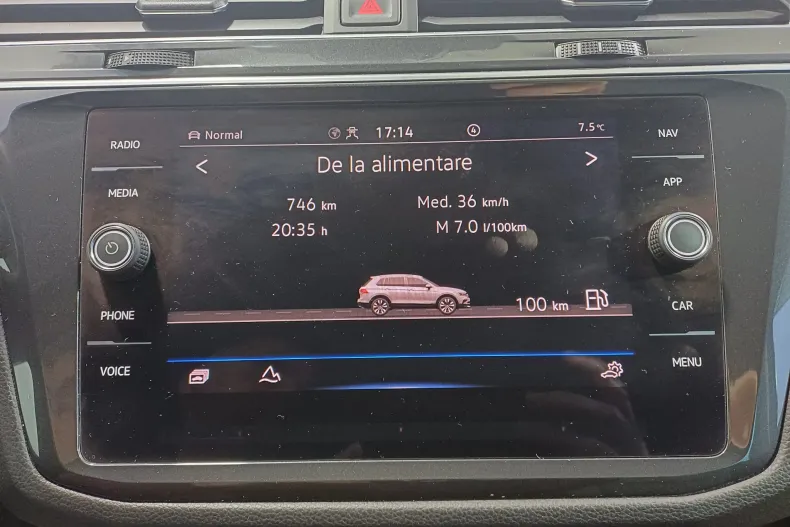 RADIO
MEDIA
PHONE
VOICE
Normal
17:14
4
7.5°C
< De la alimentare >
746 km
Med. 36 km/h
20:35 h
M 7.0 l/100km
100 km
NAV
APP
CAR
MENU